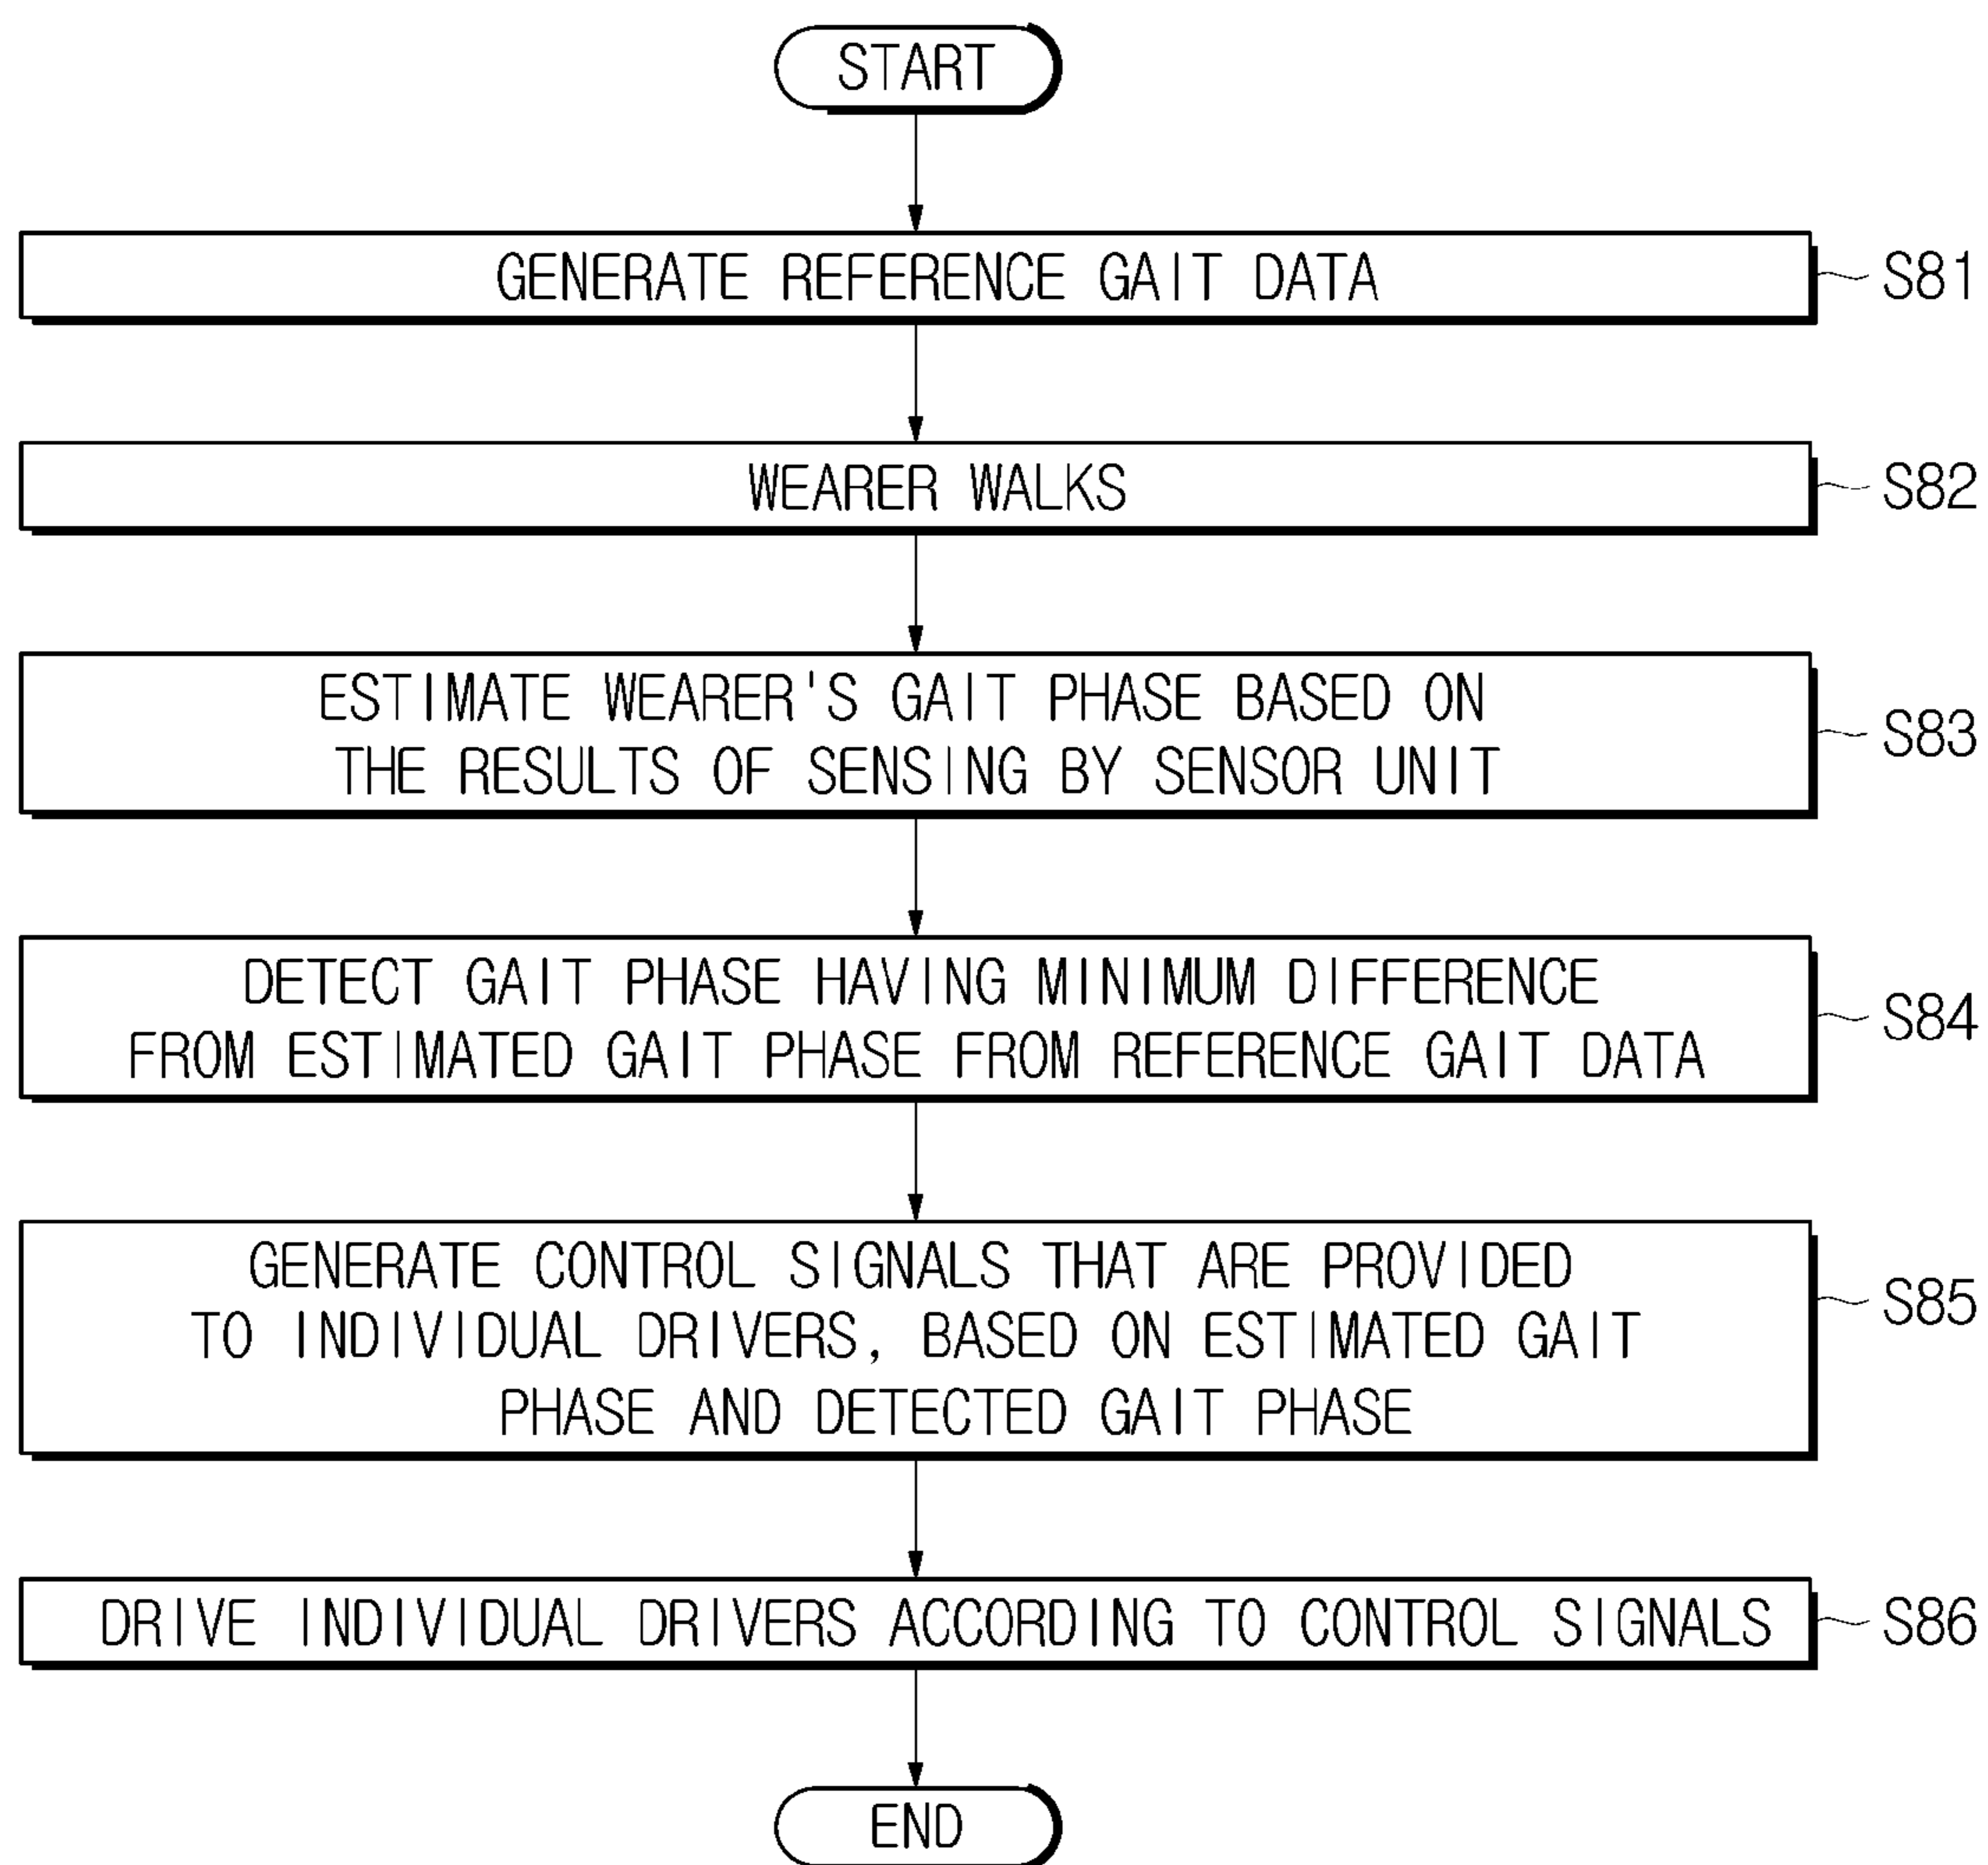 START
GENERATE REFERENCE GAIT DATA
S81
WEARER WALKS
S82
ESTIMATE WEARER'S GAIT PHASE BASED ON
THE RESULTS OF SENSING BY SENSOR UNIT
S83
DETECT GAIT PHASE HAVING MINIMUM DIFFERENCE
FROM ESTIMATED GAIT PHASE FROM REFERENCE GAIT DATA
S84
GENERATE CONTROL SIGNALS THAT ARE PROVIDED
TO INDIVIDUAL DRIVERS, BASED ON ESTIMATED GAIT
PHASE AND DETECTED GAIT PHASE
S85
DRIVE INDIVIDUAL DRIVERS ACCORDING TO CONTROL SIGNALS
S86
END